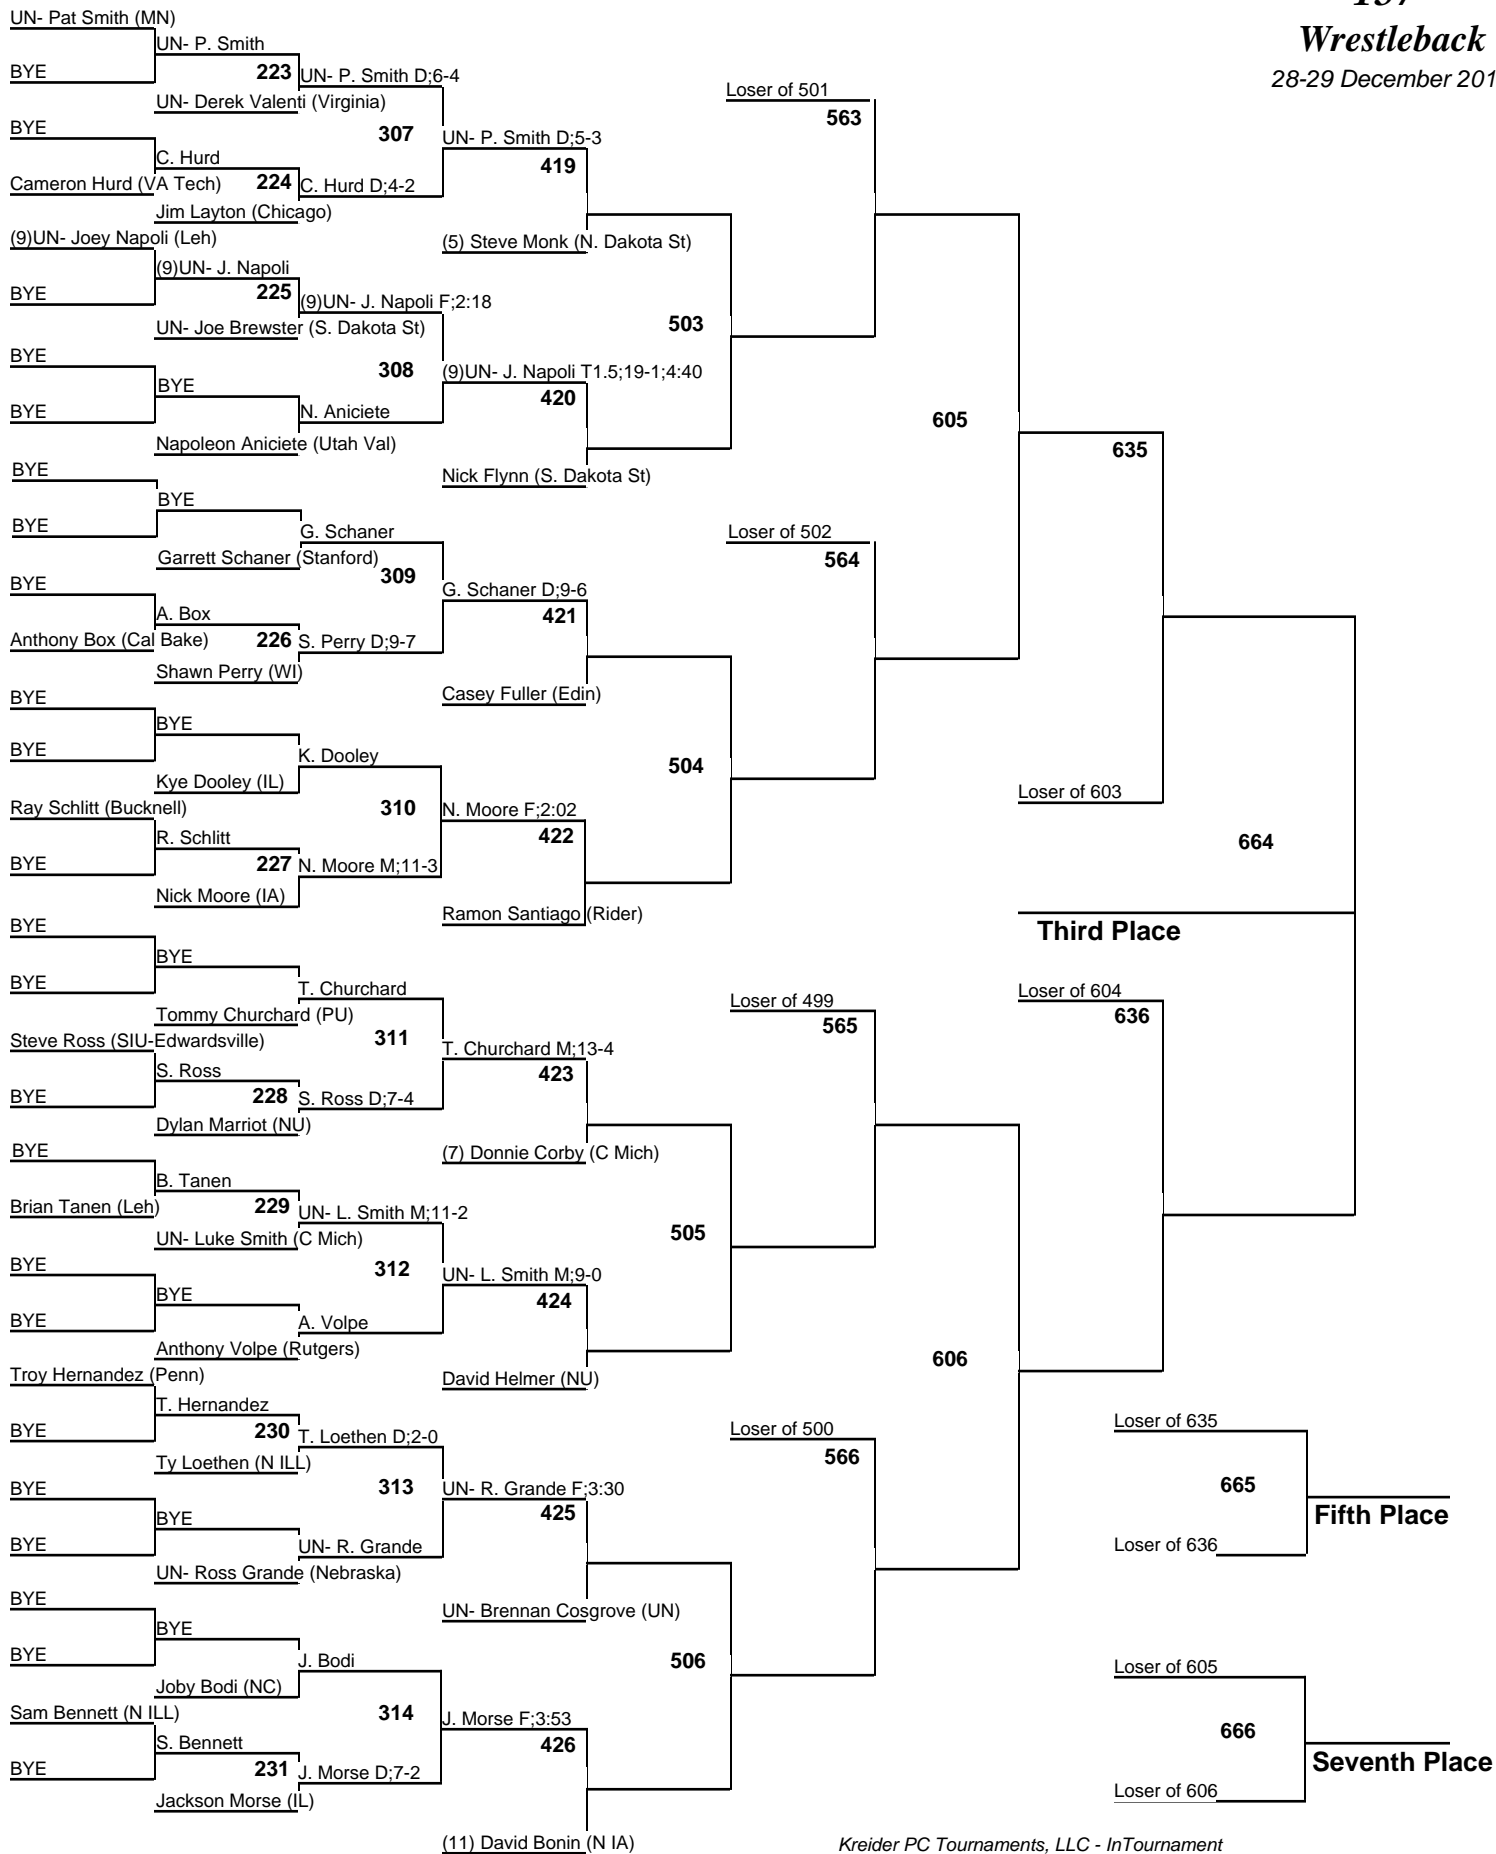 Wrestleback
28-29 December 201
UN- Pat Smith (MN)
UN- P. Smith
BYE
223
UN- P. Smith D;6-4
UN- Derek Valenti (Virginia)
BYE
307
UN- P. Smith D;5-3
C. Hurd
419
Cameron Hurd (VA Tech)
224
C. Hurd D;4-2
Jim Layton (Chicago)
(9)UN- Joey Napoli (Leh)
(5) Steve Monk (N. Dakota St)
(9)UN- J. Napoli
BYE
225
(9)UN- J. Napoli F;2:18
UN- Joe Brewster (S. Dakota St)
503
BYE
308
(9)UN- J. Napoli T1.5;19-1;4:40
BYE
420
BYE
N. Aniciete
Napoleon Aniciete (Utah Val)
Nick Flynn (S. Dakota St)
BYE
BYE
BYE
G. Schaner
Garrett Schaner (Stanford)
309
BYE
G. Schaner D;9-6
A. Box
421
Anthony Box (Cal Bake)
226
S. Perry D;9-7
Shawn Perry (WI)
Casey Fuller (Edin)
BYE
BYE
BYE
K. Dooley
504
Kye Dooley (IL)
Ray Schlitt (Bucknell)
310
N. Moore F;2:02
R. Schlitt
422
BYE
227
N. Moore M;11-3
Nick Moore (IA)
Ramon Santiago (Rider)
BYE
BYE
BYE
T. Churchard
Tommy Churchard (PU)
Steve Ross (SIU-Edwardsville)
311
T. Churchard M;13-4
S. Ross
423
BYE
228
S. Ross D;7-4
Dylan Marriot (NU)
BYE
(7) Donnie Corby (C Mich)
B. Tanen
Brian Tanen (Leh)
229
UN- L. Smith M;11-2
UN- Luke Smith (C Mich)
505
BYE
312
UN- L. Smith M;9-0
BYE
424
BYE
A. Volpe
Anthony Volpe (Rutgers)
Troy Hernandez (Penn)
David Helmer (NU)
T. Hernandez
BYE
230
T. Loethen D;2-0
Ty Loethen (N ILL)
BYE
313
UN- R. Grande F;3:30
BYE
425
BYE
UN- R. Grande
UN- Ross Grande (Nebraska)
BYE
UN- Brennan Cosgrove (UN)
BYE
BYE
J. Bodi
506
Joby Bodi (NC)
Sam Bennett (N ILL)
314
J. Morse F;3:53
S. Bennett
426
BYE
231
J. Morse D;7-2
Jackson Morse (IL)
(11) David Bonin (N IA)
Loser of 501
563
605
Loser of 502
564
635
Loser of 603
664
Third Place
Loser of 499
565
Loser of 604
636
606
Loser of 500
566
Loser of 635
665
Fifth Place
Loser of 636
Loser of 605
666
Seventh Place
Loser of 606
Kreider PC Tournaments, LLC - InTournament